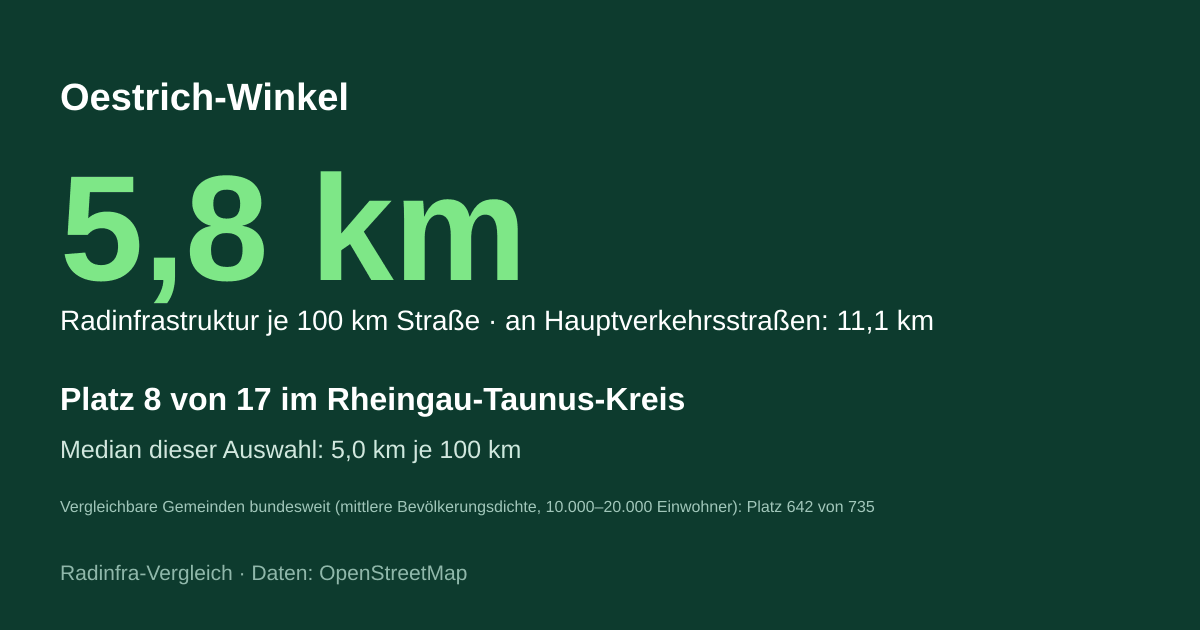 Oestrich-Winkel
5,8 km
Radinfrastruktur je 100 km Straße · an Hauptverkehrsstraßen: 11,1 km
Platz 8 von 17 im Rheingau-Taunus-Kreis
Median dieser Auswahl: 5,0 km je 100 km
Vergleichbare Gemeinden bundesweit (mittlere Bevölkerungsdichte, 10.000–20.000 Einwohner): Platz 642 von 735
Radinfra-Vergleich · Daten: OpenStreetMap